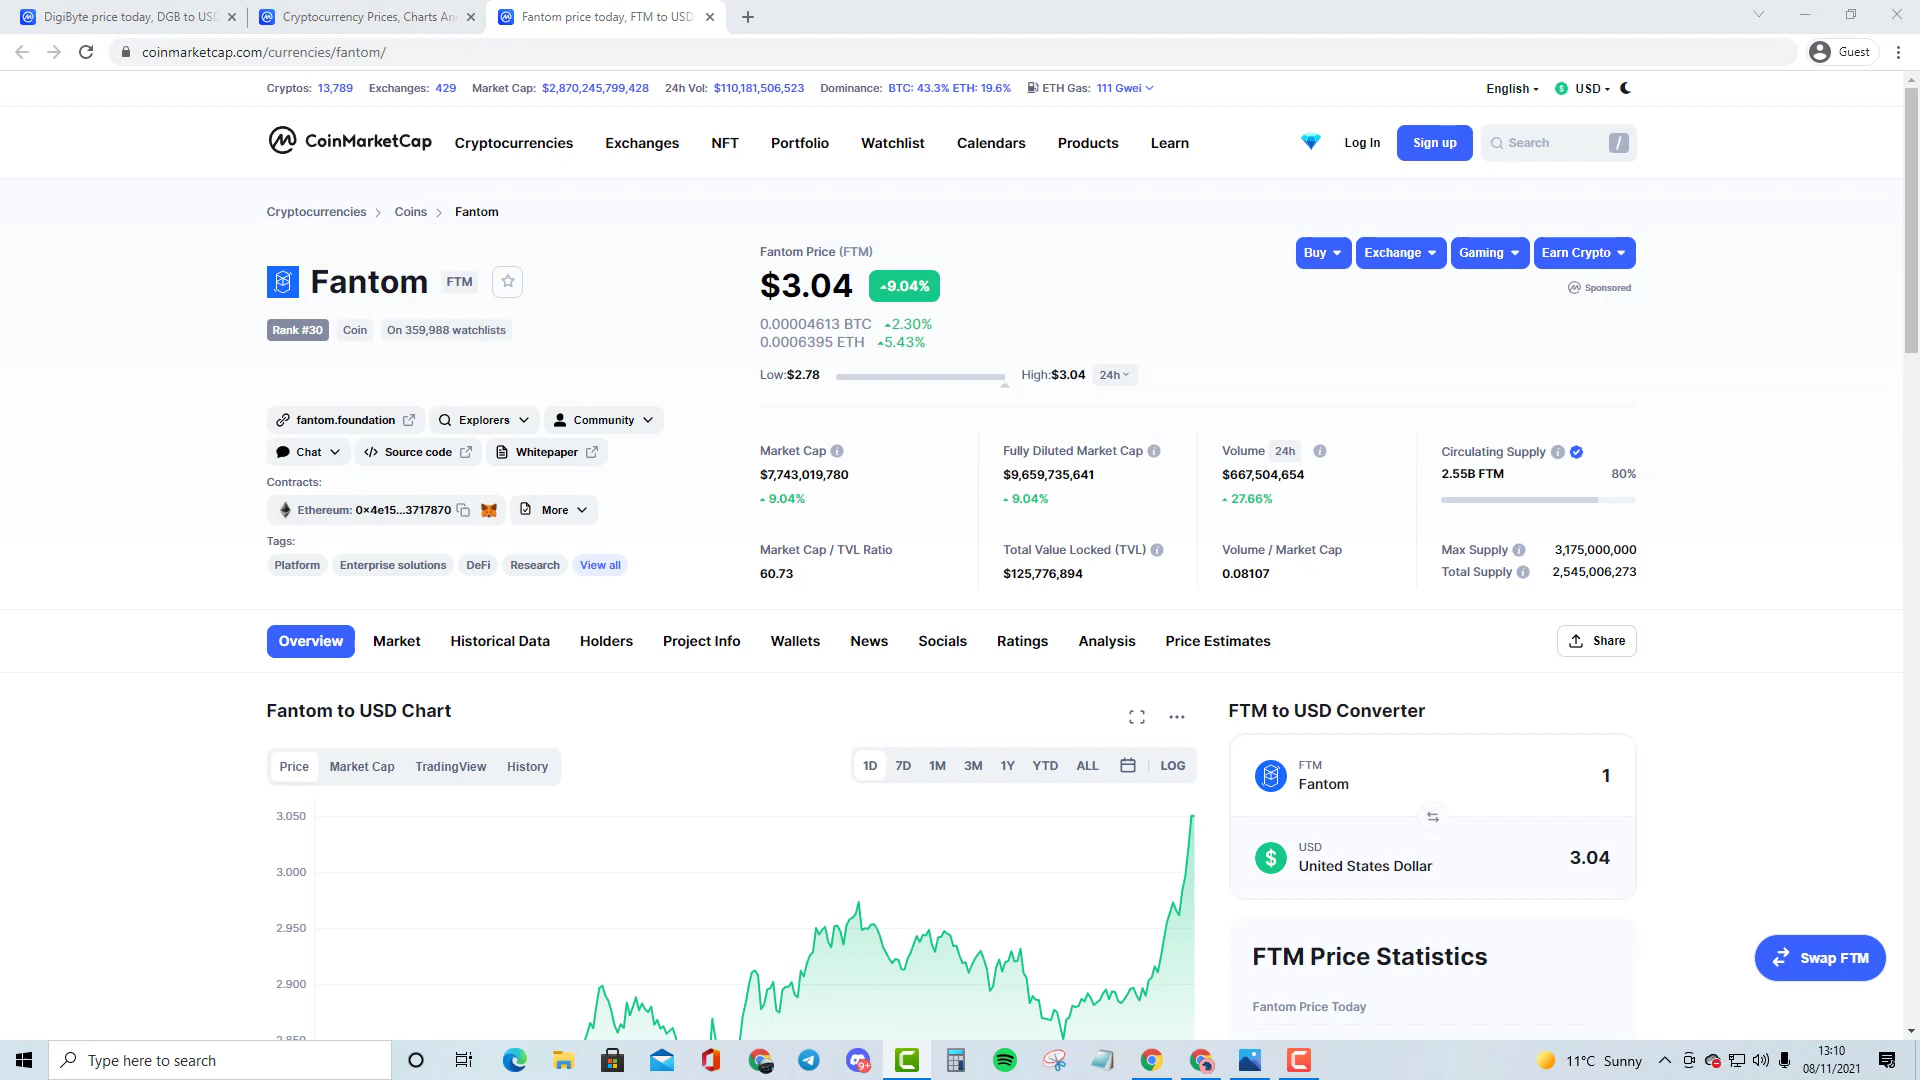 DigiByte price today, DGB to USD
Cryptocurrency Prices, Charts An
Fantom price today, FTM to USD
coinmarketcap.com/currencies/fantom/
Guest
Cryptos: 13,789 Exchanges: 429 Market Cap: $2,870,245,799,428 24h Vol: $110,181,506,523 Dominance: BTC: 43.3% ETH: 19.6% ETH Gas: 111 Gwei
English USD
CoinMarketCap Cryptocurrencies Exchanges NFT Portfolio Watchlist Calendars Products Learn
Log In Sign up Search /
Cryptocurrencies > Coins > Fantom
Fantom FTM
Rank #30 Coin On 359,988 watchlists
Fantom Price (FTM)
$3.04 9.04%
0.00004613 BTC 2.30%
0.0006395 ETH 5.43%
Low:$2.78 High:$3.04 24h
Buy Exchange Gaming Earn Crypto
Sponsored
fantom.foundation Explorers Community
Chat Source code Whitepaper
Contracts:
Ethereum: 0x4e15...3717870 More
Tags:
Platform Enterprise solutions DeFi Research View all
Market Cap
$7,743,019,780
9.04%
Fully Diluted Market Cap
$9,659,735,641
9.04%
Volume 24h
$667,504,654
27.66%
Circulating Supply
2.55B FTM 80%
Market Cap / TVL Ratio
60.73
Total Value Locked (TVL)
$125,776,894
Volume / Market Cap
0.08107
Max Supply 3,175,000,000
Total Supply 2,545,006,273
Overview Market Historical Data Holders Project Info Wallets News Socials Ratings Analysis Price Estimates Share
Fantom to USD Chart
Price Market Cap TradingView History
1D 7D 1M 3M 1Y YTD ALL LOG
3.050
3.000
2.950
2.900
2.850
FTM to USD Converter
FTM
Fantom 1
USD
United States Dollar 3.04
FTM Price Statistics
Fantom Price Today
Swap FTM
Type here to search
9+
11°C Sunny
13:10
08/11/2021